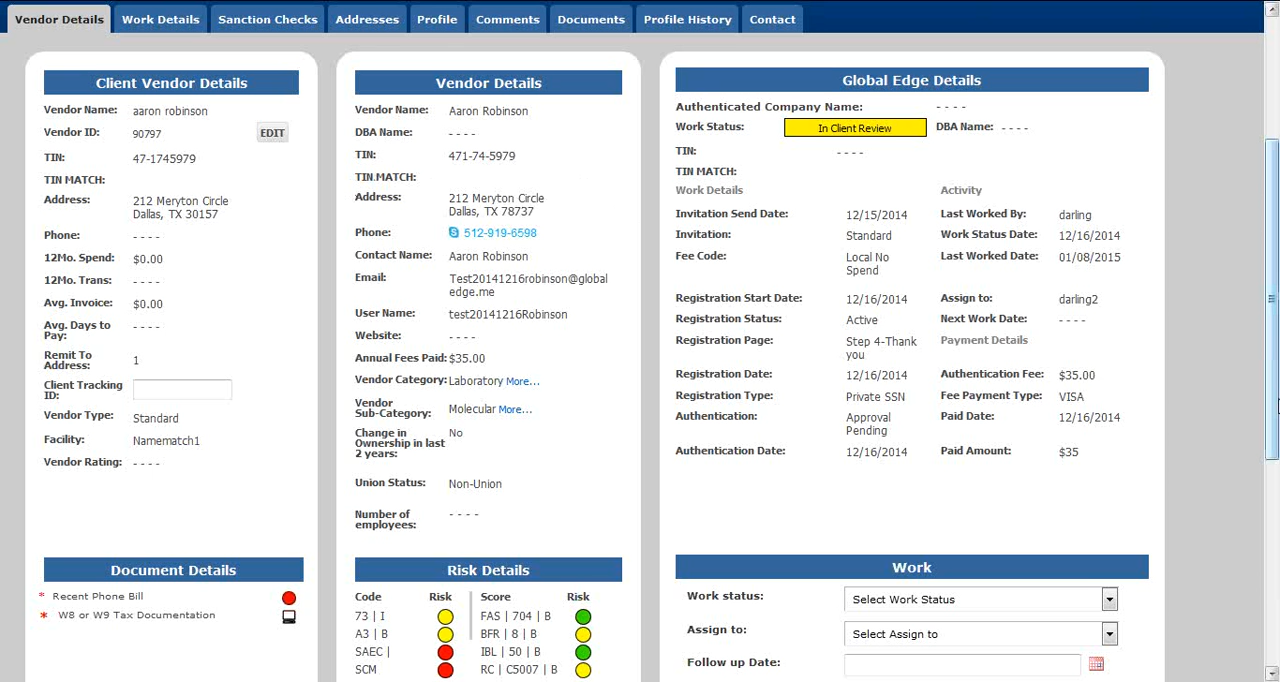 Vendor Details Work Details Sanction Checks Addresses Profile Comments Documents Profile History Contact
Client Vendor Details
Vendor Name: aaron robinson
Vendor ID: 90797 EDIT
TIN: 47-1745979
TIN MATCH:
Address: 212 Meryton Circle
Dallas, TX 30157
Phone: - - - -
12Mo. Spend: $0.00
12Mo. Trans: - - - -
Avg. Invoice: $0.00
Avg. Days to - - - -
Pay:
Remit To
Address: 1
Client Tracking
ID:
Vendor Type: Standard
Facility: Namematch1
Vendor Rating: - - - -
Document Details
* Recent Phone Bill
* W8 or W9 Tax Documentation
Vendor Details
Vendor Name: Aaron Robinson
DBA Name: - - - -
TIN: 471-74-5979
TIN MATCH:
Address: 212 Meryton Circle
Dallas, TX 78737
Phone: 512-919-6598
Contact Name: Aaron Robinson
Email: Test20141216robinson@global
edge.me
User Name: test20141216Robinson
Website: - - - -
Annual Fees Paid: $35.00
Vendor Category: Laboratory More...
Vendor
Sub-Category: Molecular More...
Change in No
Ownership in last
2 years:
Union Status: Non-Union
Number of - - - -
employees:
Risk Details
Code Risk Score Risk
73 | I FAS | 704 | B
A3 | B BFR | 8 | B
SAEC | IBL | 50 | B
SCM RC | C5007 | B
Global Edge Details
Authenticated Company Name: - - - -
Work Status: In Client Review DBA Name: - - - -
TIN: - - - -
TIN MATCH:
Work Details Activity
Invitation Send Date: 12/15/2014 Last Worked By: darling
Invitation: Standard Work Status Date: 12/16/2014
Fee Code: Local No Last Worked Date: 01/08/2015
Spend
Registration Start Date: 12/16/2014 Assign to: darling2
Registration Status: Active Next Work Date: - - - -
Registration Page: Step 4-Thank Payment Details
you
Registration Date: 12/16/2014 Authentication Fee: $35.00
Registration Type: Private SSN Fee Payment Type: VISA
Authentication: Approval Paid Date: 12/16/2014
Pending
Authentication Date: 12/16/2014 Paid Amount: $35
Work
Work status: Select Work Status
Assign to: Select Assign to
Follow up Date: